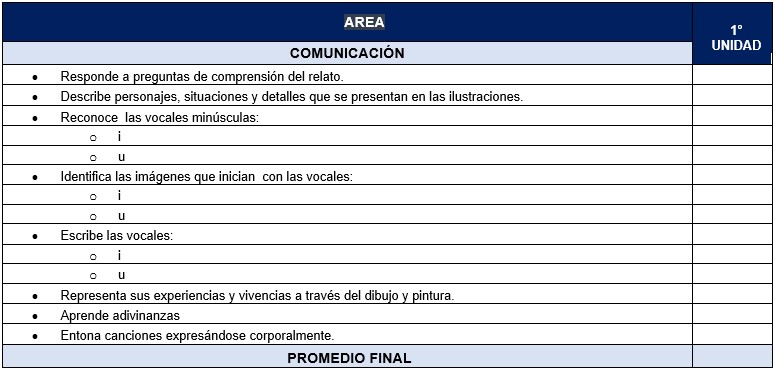 AREA
1°
UNIDAD
COMUNICACIÓN
• Responde a preguntas de comprensión del relato.
• Describe personajes, situaciones y detalles que se presentan en las ilustraciones.
• Reconoce las vocales minúsculas:
o i
o u
• Identifica las imágenes que inician con las vocales:
o i
o u
• Escribe las vocales:
o i
o u
• Representa sus experiencias y vivencias a través del dibujo y pintura.
• Aprende adivinanzas
• Entona canciones expresándose corporalmente.
PROMEDIO FINAL